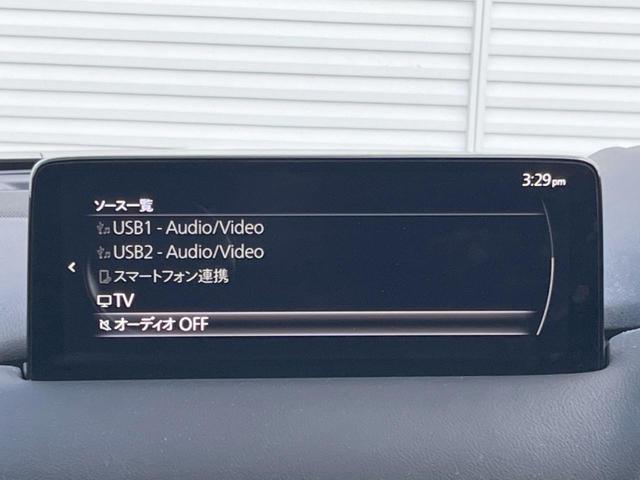 3:29pm
ソース一覧
USB1 - Audio/Video
USB2 - Audio/Video
スマートフォン連携
TV
オーディオ OFF